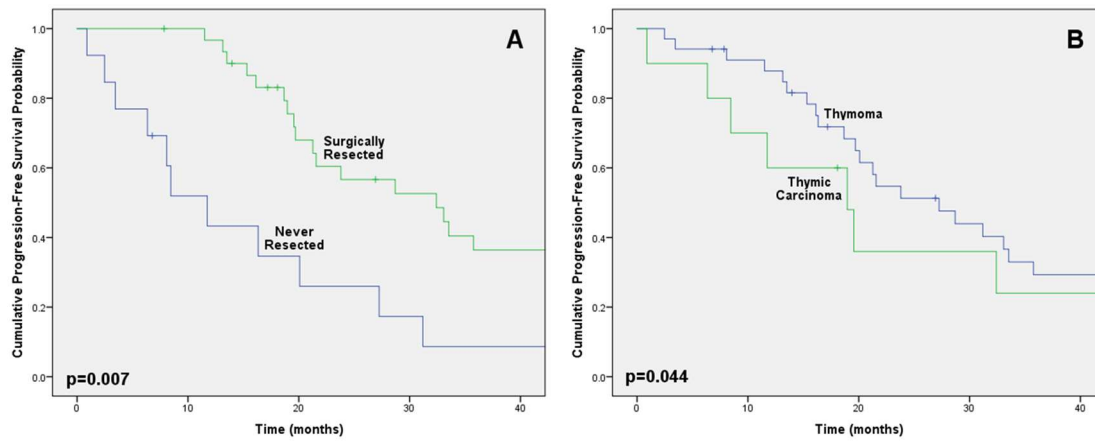 A
Cumulative Progression-Free Survival Probability
1.0
0.8
0.6
0.4
0.2
0.0
Surgically
Resected
Never
Resected
p=0.007
0
10
20
30
40
Time (months)
B
Cumulative Progression-Free Survival Probability
1.0
0.8
0.6
0.4
0.2
0.0
Thymoma
Thymic
Carcinoma
p=0.044
0
10
20
30
40
Time (months)